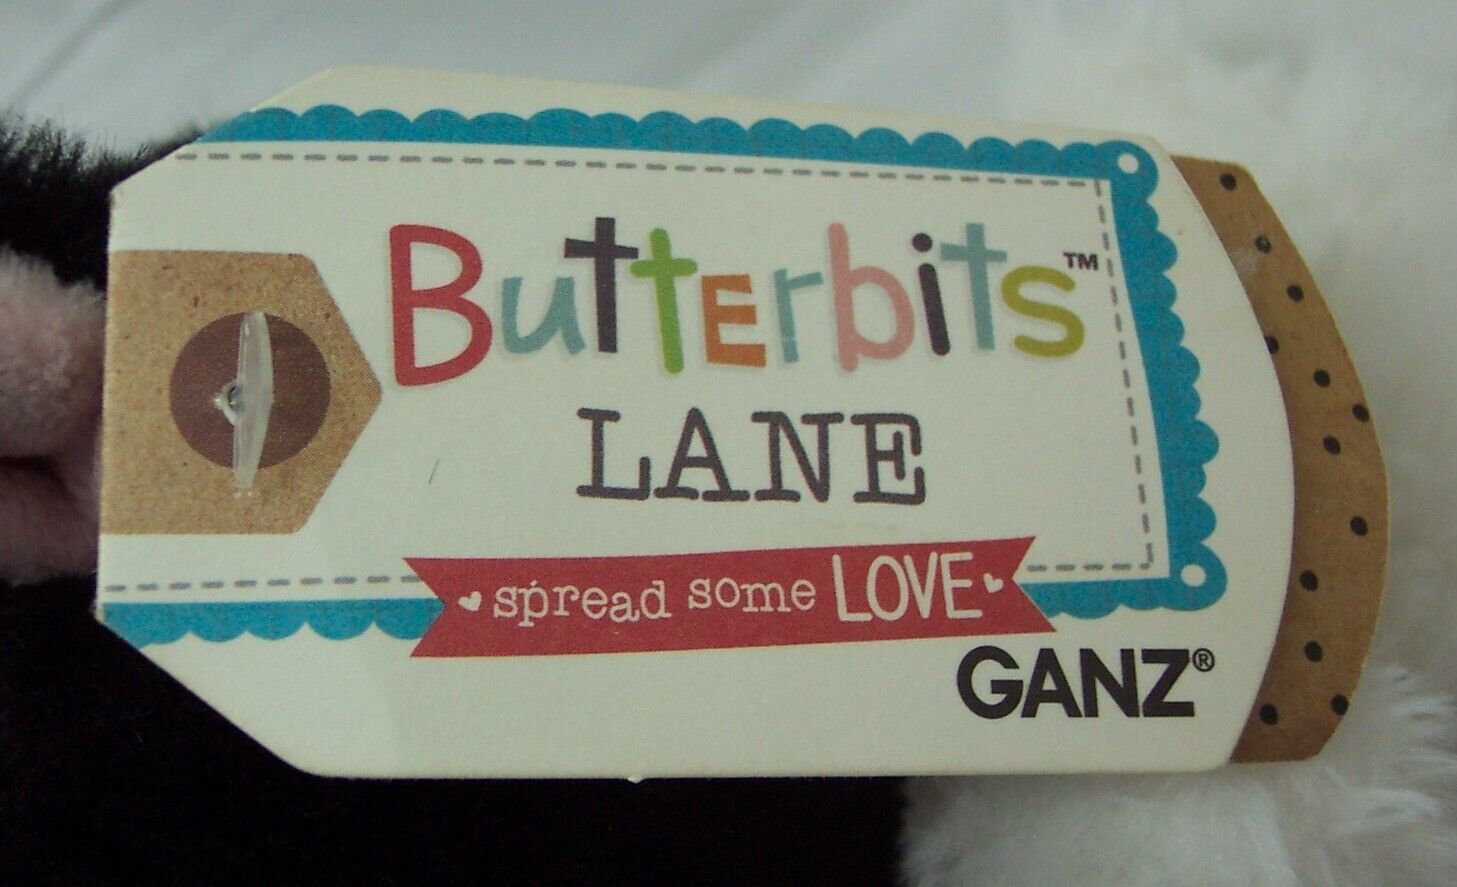 Butterbits™
LANE
spread some LOVE
GANZ®